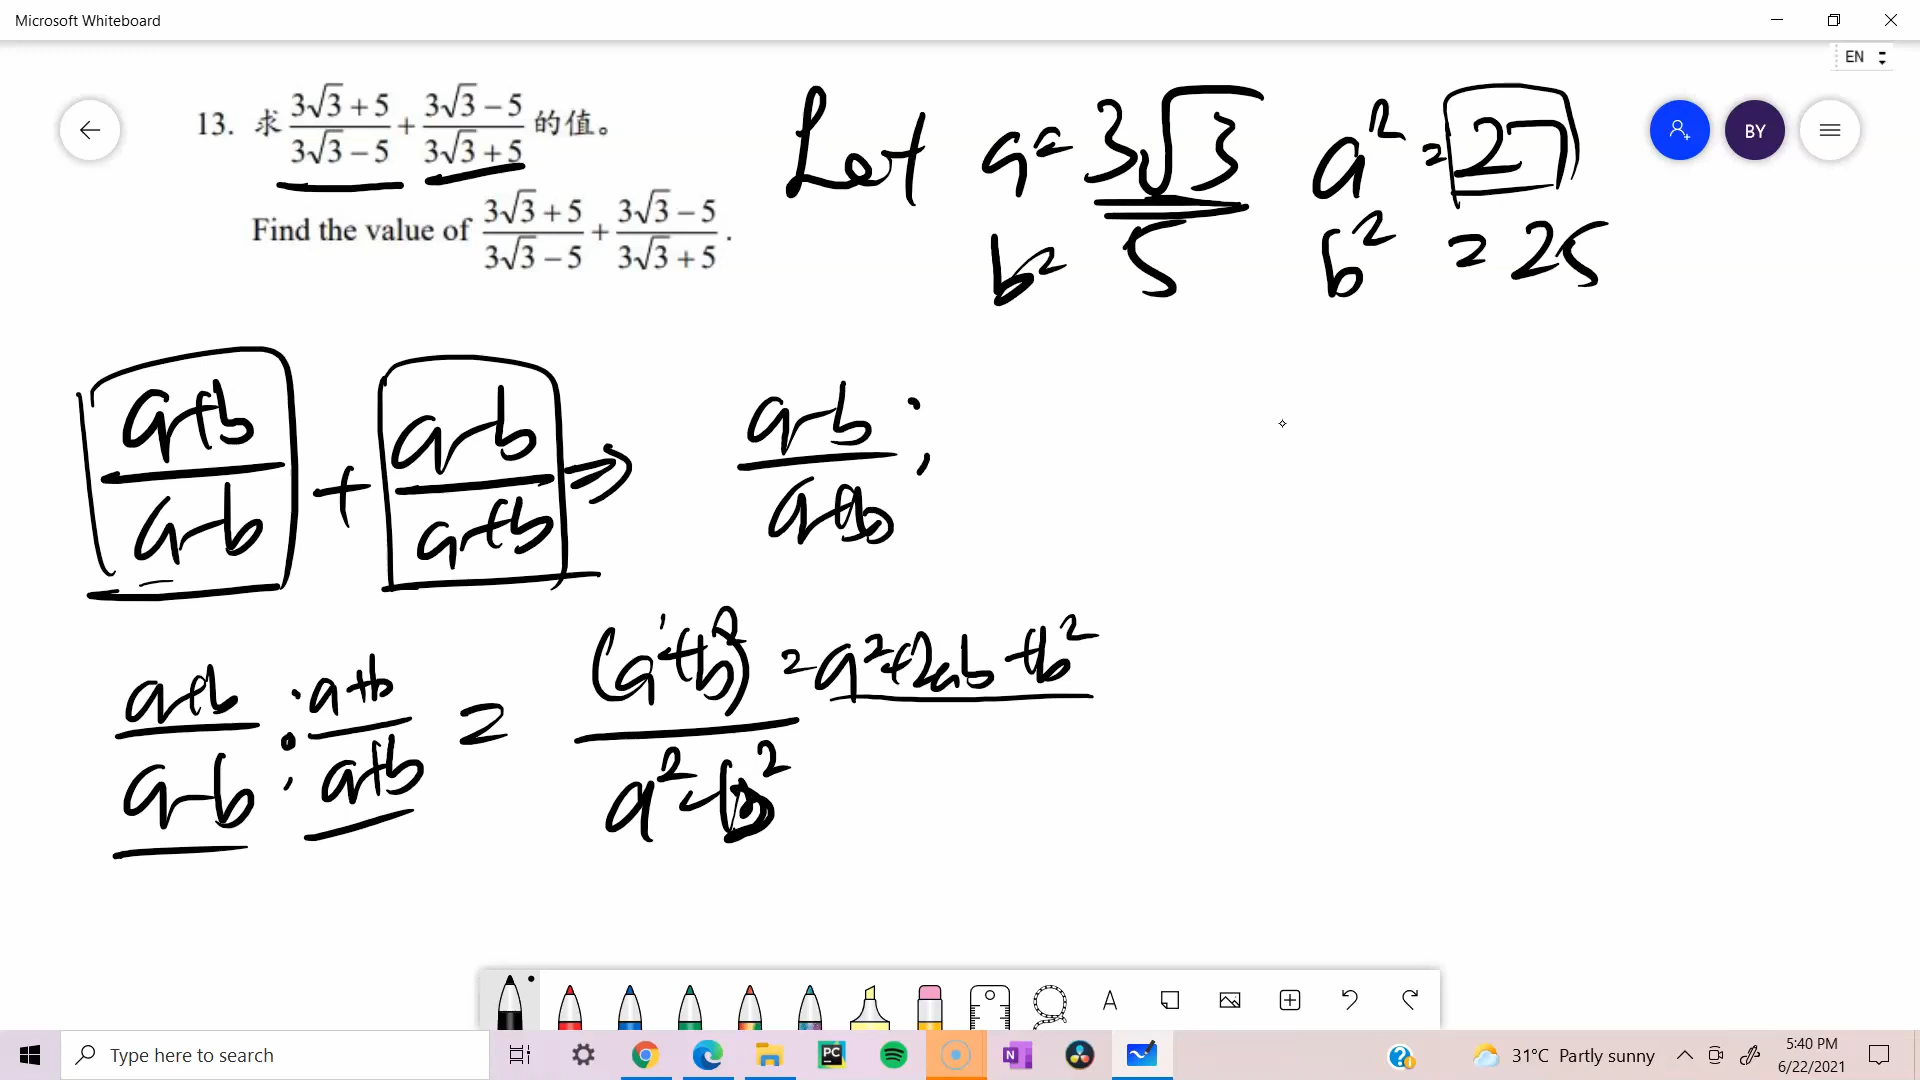 Microsoft Whiteboard
EN
BY
13. 求 (3√3 + 5)/(3√3 − 5) + (3√3 − 5)/(3√3 + 5) 的值。
Find the value of (3√3 + 5)/(3√3 − 5) + (3√3 − 5)/(3√3 + 5) .
Let a = 3√3 a² = 27
b = 5 b² = 25
(a+b)/(a-b) + (a-b)/(a+b) ⇒ (a-b)/(a+b) ;
(a+b)/(a-b) : (a+b)/(a+b) = (a+b)²/(a²-b²) = a²+2ab+b²
A
Type here to search
PC
N
31°C Partly sunny
5:40 PM
6/22/2021